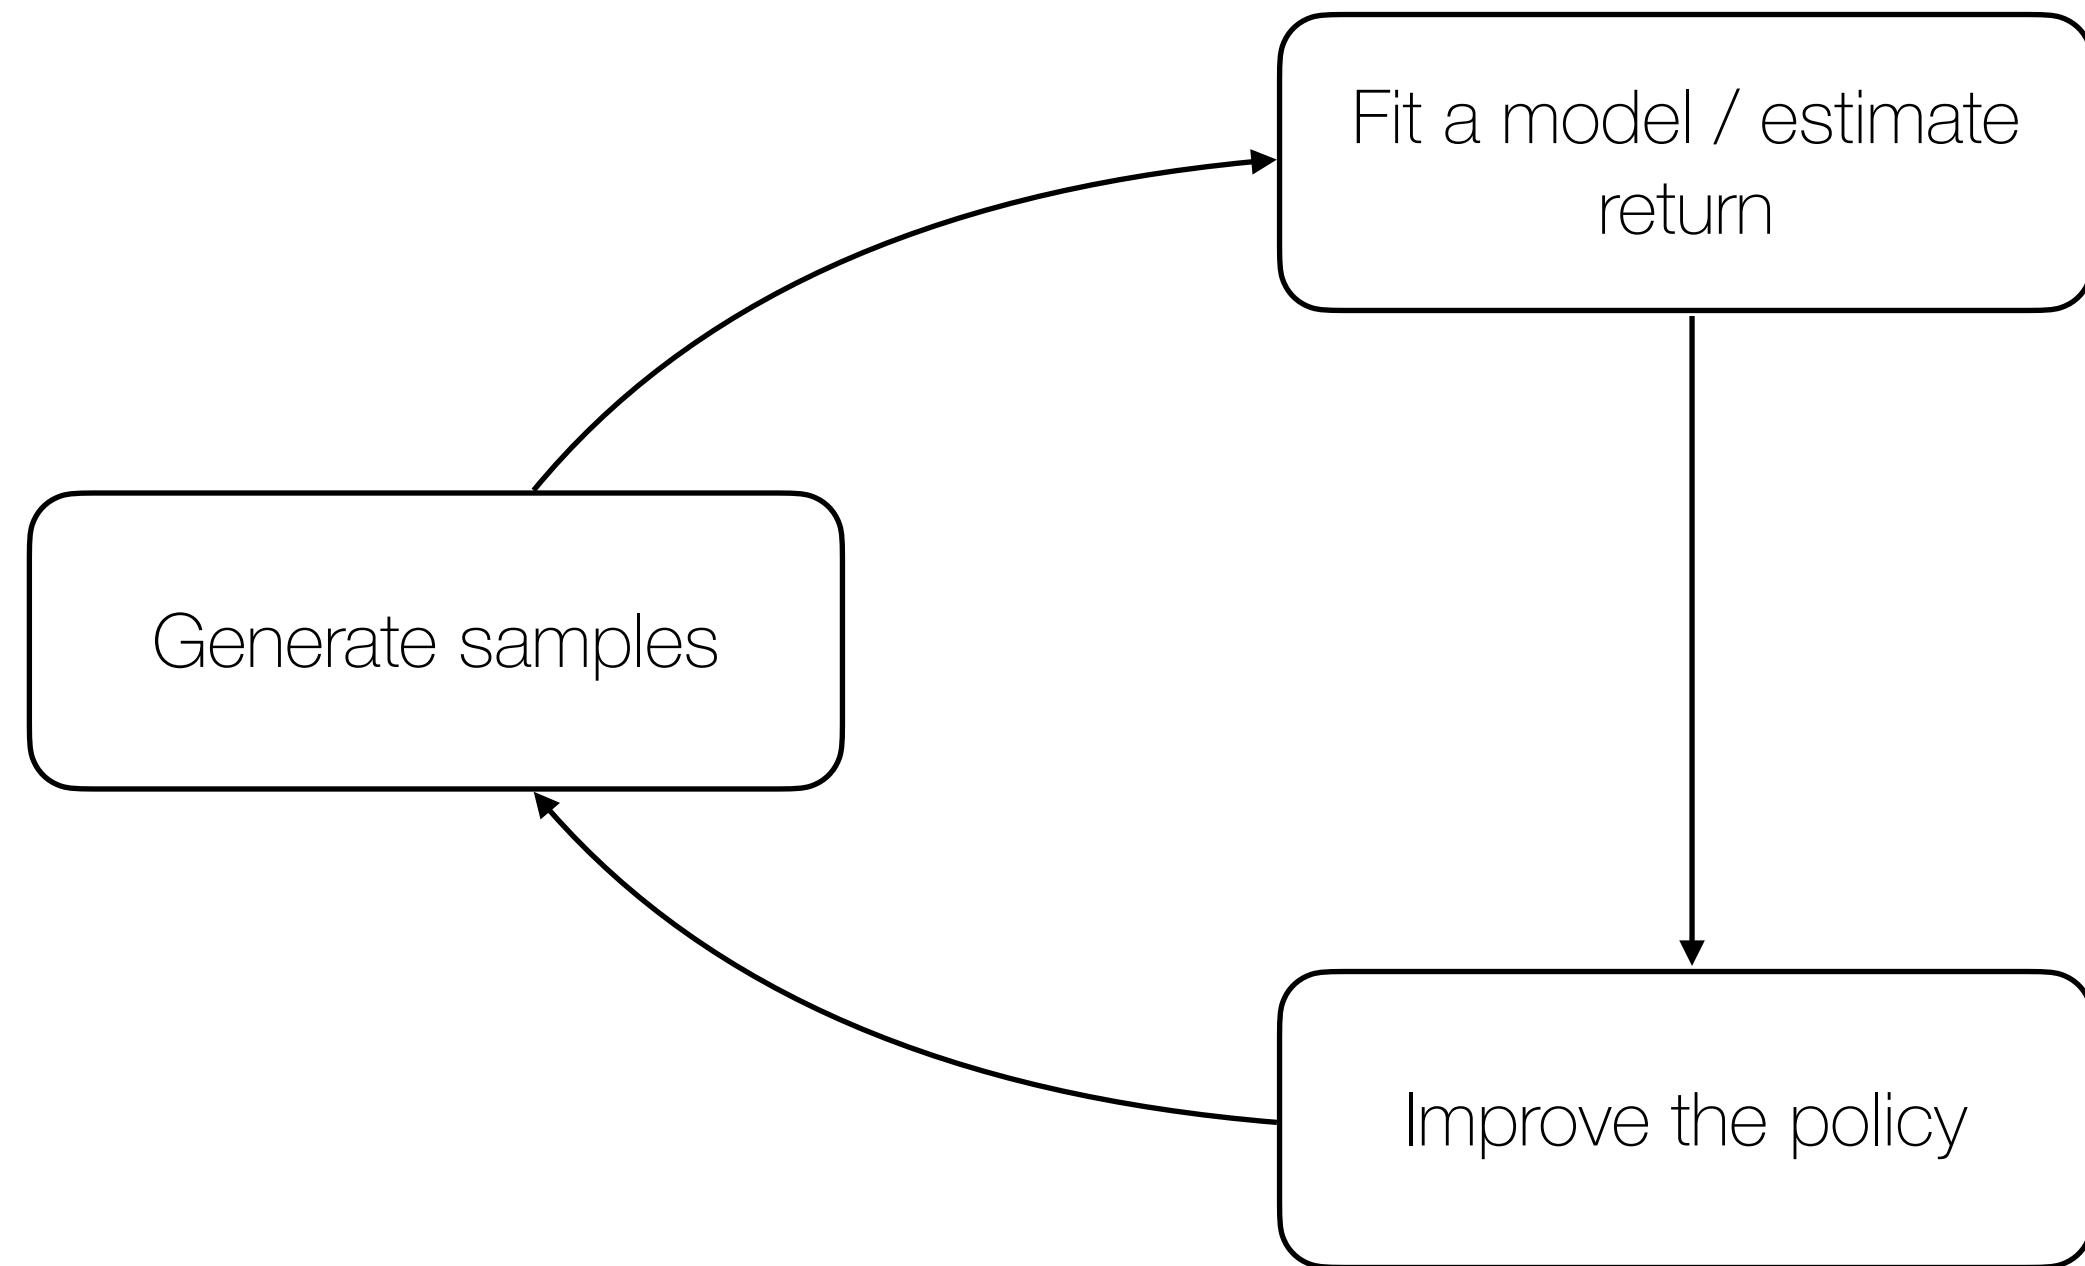 Fit a model / estimate
return
Generate samples
Improve the policy